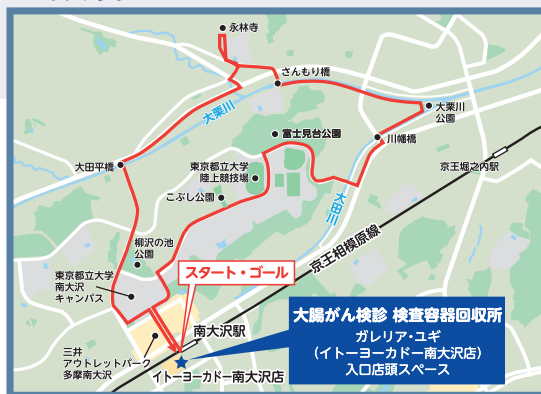 永林寺
さんもり橋
大栗川
大栗川
公園
富士見台公園
川幡橋
大田平橋
東京都立大学
陸上競技場
京王堀之内駅
こぶし公園
大田川
柳沢の池
公園
京王相模原線
スタート・ゴール
東京都立大学
南大沢
キャンパス
南大沢駅
三井
アウトレットパーク
多摩南大沢
イトーヨーカドー南大沢店
大腸がん検診 検査容器回収所
ガレリア・ユギ
(イトーヨーカドー南大沢店)
入口店頭スペース